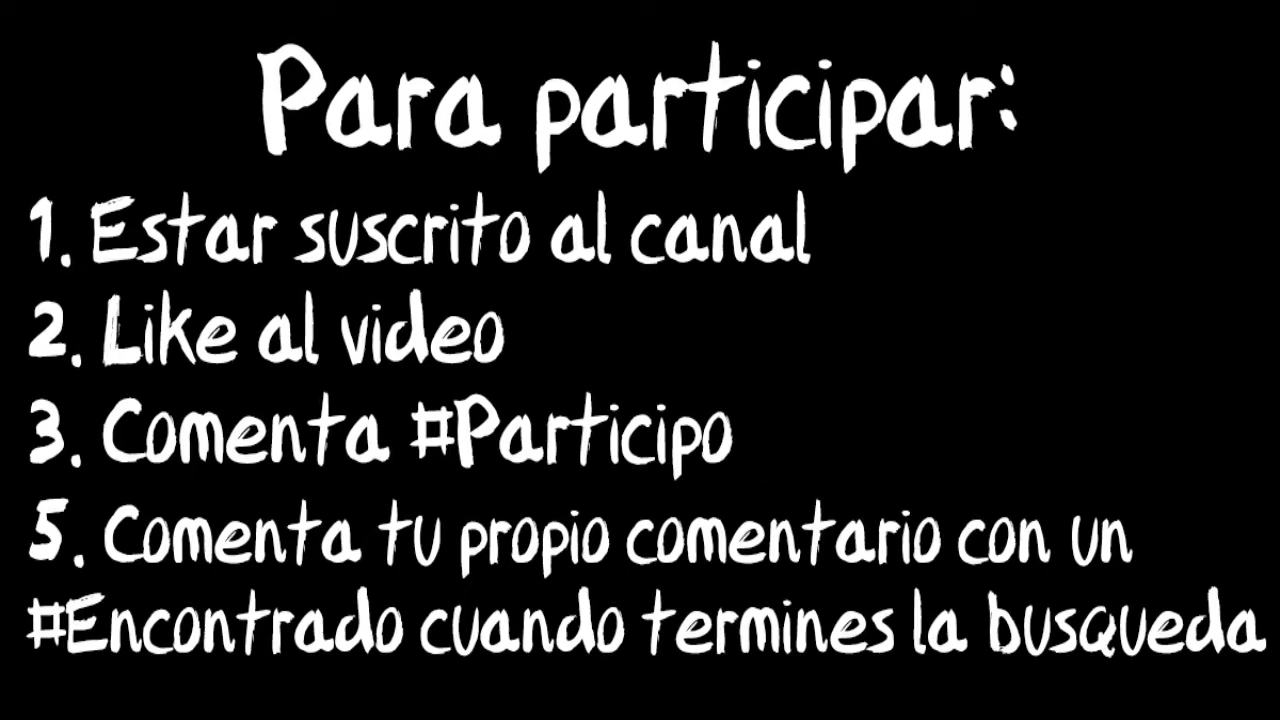 Para participar:
1. Estar suscrito al canal
2. Like al video
3. Comenta #Participo
5. Comenta tu propio comentario con un
#Encontrado cuando termines la busqueda